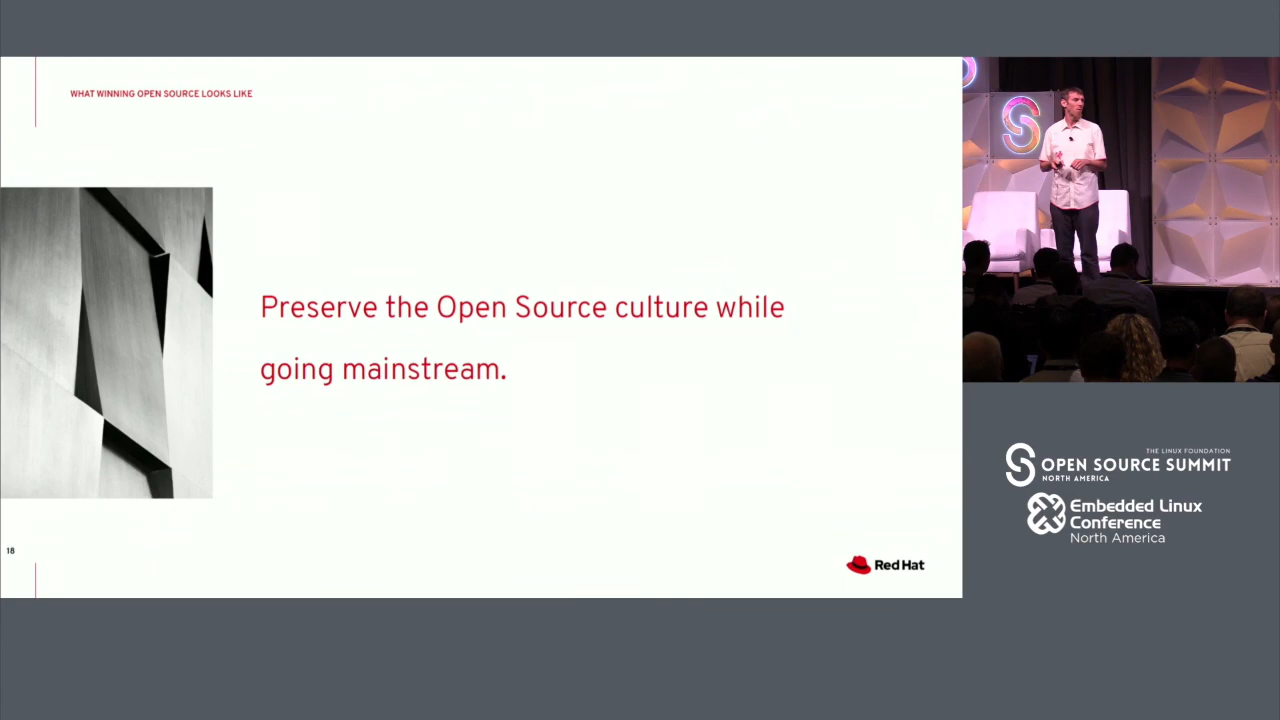 WHAT WINNING OPEN SOURCE LOOKS LIKE
Preserve the Open Source culture while
going mainstream.
18
Red Hat
THE LINUX FOUNDATION
OPEN SOURCE SUMMIT
NORTH AMERICA
Embedded Linux
Conference
North America